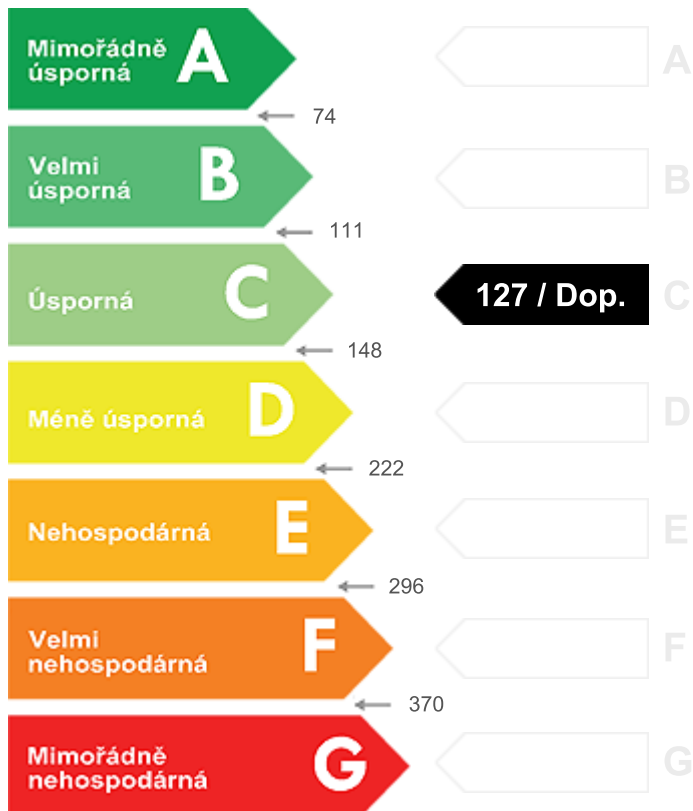 Mimořádně
úsporná
A
A
74
Velmi
úsporná
B
B
111
Úsporná
C
127 / Dop.
C
148
Méně úsporná
D
D
222
Nehospodárná
E
E
296
Velmi
nehospodárná
F
F
370
Mimořádně
nehospodárná
G
G